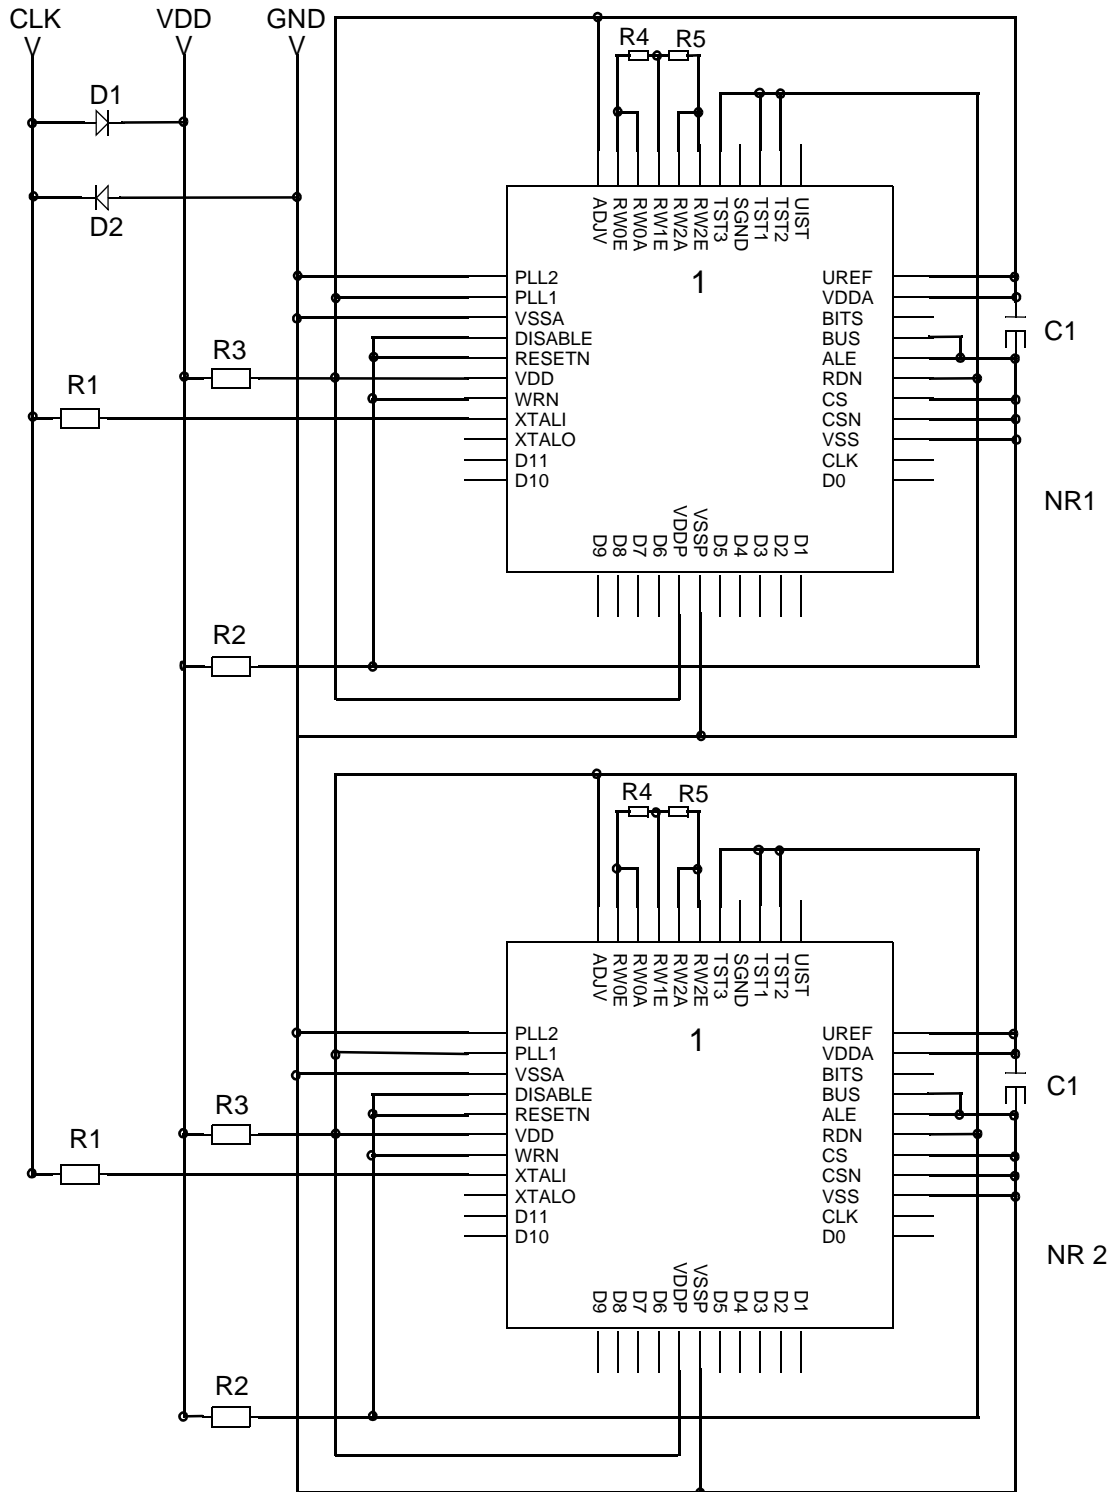 CLK VDD GND
R4 R5
D1
D2
ADJV RW0E RW0A RW1E RW2A RW2E TST3 SGND TST1 TST2 UIST
1
PLL2 UREF
PLL1 VDDA
VSSA BITS
C1
DISABLE BUS
R3
RESETN ALE
VDD RDN
R1
WRN CS
XTALI CSN
XTALO VSS
D11 CLK
D10 D0
NR1
D9 D8 D7 D6 VDDP VSSP D5 D4 D3 D2 D1
R2
R4 R5
ADJV RW0E RW0A RW1E RW2A RW2E TST3 SGND TST1 TST2 UIST
1
PLL2 UREF
PLL1 VDDA
VSSA BITS
C1
DISABLE BUS
R3
RESETN ALE
VDD RDN
R1
WRN CS
XTALI CSN
XTALO VSS
D11 CLK
D10 D0
NR 2
D9 D8 D7 D6 VDDP VSSP D5 D4 D3 D2 D1
R2